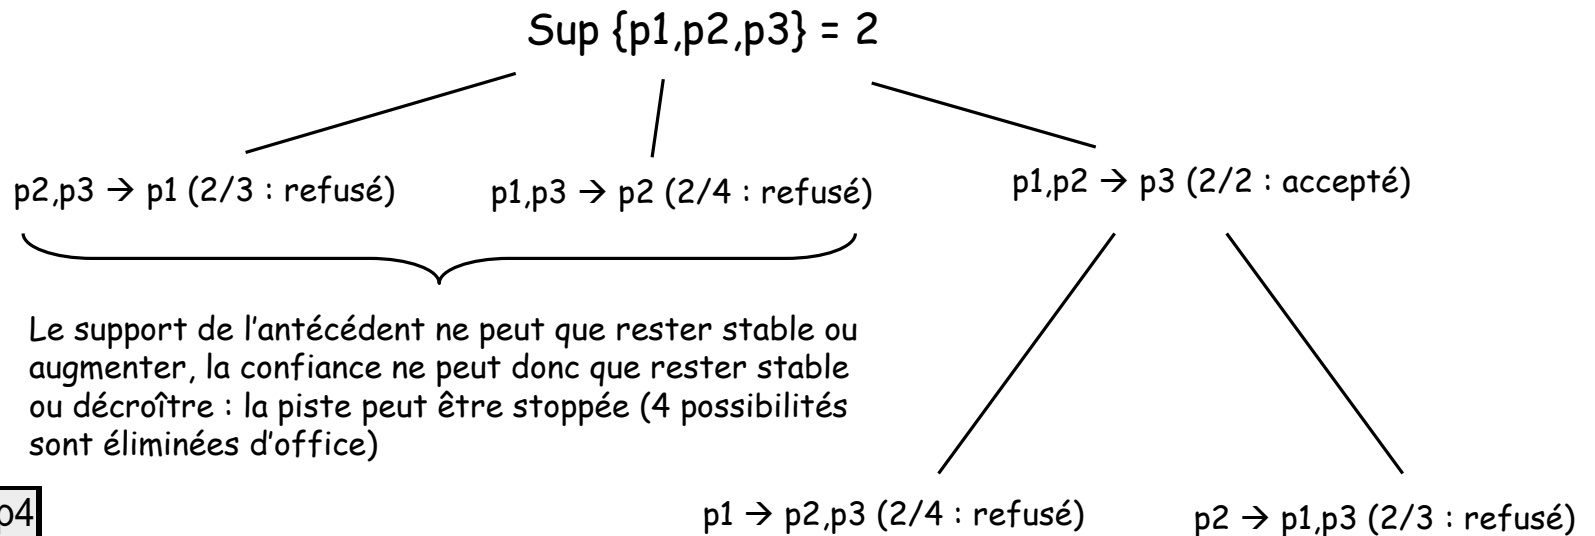 Sup {p1,p2,p3} = 2
p2,p3 → p1 (2/3 : refusé)
p1,p3 → p2 (2/4 : refusé)
p1,p2 → p3 (2/2 : accepté)
Le support de l'antécédent ne peut que rester stable ou
augmenter, la confiance ne peut donc que rester stable
ou décroître : la piste peut être stoppée (4 possibilités
sont éliminées d'office)
p4
p1 → p2,p3 (2/4 : refusé)
p2 → p1,p3 (2/3 : refusé)